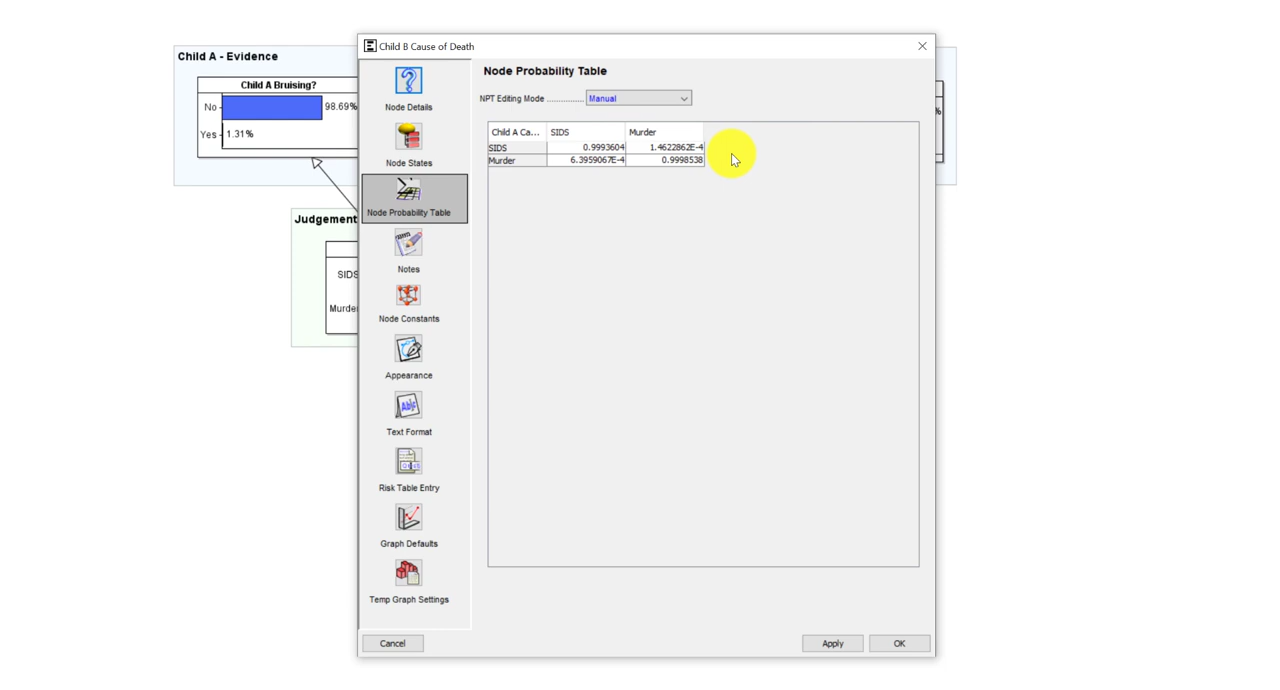 Child B Cause of Death
Child A - Evidence
Child A Bruising?
No
98.69%
Yes
1.31%
Judgement
SIDS
Murder
%
Node Details
Node States
Node Probability Table
Notes
Node Constants
Appearance
Text Format
Risk Table Entry
Graph Defaults
Temp Graph Settings
Node Probability Table
NPT Editing Mode ............... Manual
Child A Ca... SIDS Murder
SIDS 0.9993604 1.4622862E-4
Murder 6.3959067E-4 0.9998538
Cancel
Apply
OK